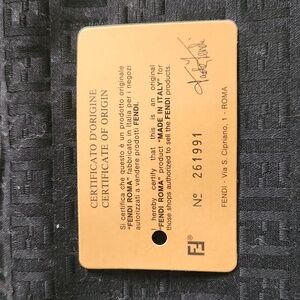 CERTIFICATO D'ORIGINE
CERTIFICATE OF ORIGIN
Si certifica che questo è un prodotto originale
"FENDI ROMA" fabbricato in Italia per i negozi
autorizzati a vendere prodotti FENDI.
I hereby certify that this is an original
"FENDI ROMA" product "MADE IN ITALY" for
those shops authorized to sell the FENDI products.
Nº 261991
FENDI - Via S. Cipriano, 1 - ROMA